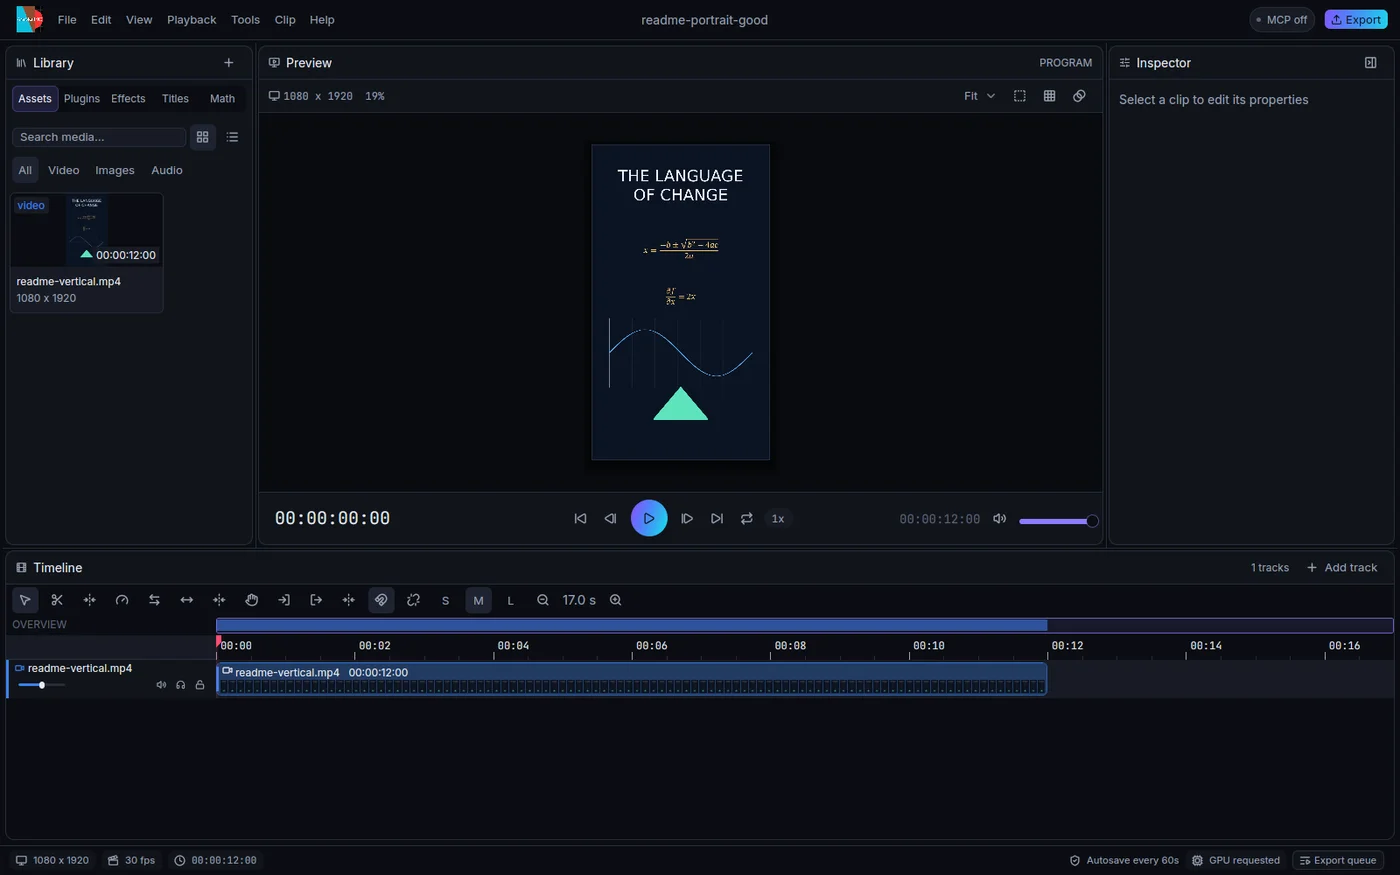 File Edit View Playback Tools Clip Help
readme-portrait-good
MCP off
Export
Library
Assets Plugins Effects Titles Math
Search media...
All Video Images Audio
video
00:00:12:00
readme-vertical.mp4
1080 x 1920
Preview
PROGRAM
1080 x 1920 19%
Fit
THE LANGUAGE
OF CHANGE
00:00:00:00
1x
00:00:12:00
Inspector
Select a clip to edit its properties
Timeline
1 tracks
Add track
S M L
17.0 s
OVERVIEW
00:00 00:02 00:04 00:06 00:08 00:10 00:12 00:14 00:16
readme-vertical.mp4
readme-vertical.mp4 00:00:12:00
1080 x 1920
30 fps
00:00:12:00
Autosave every 60s
GPU requested
Export queue